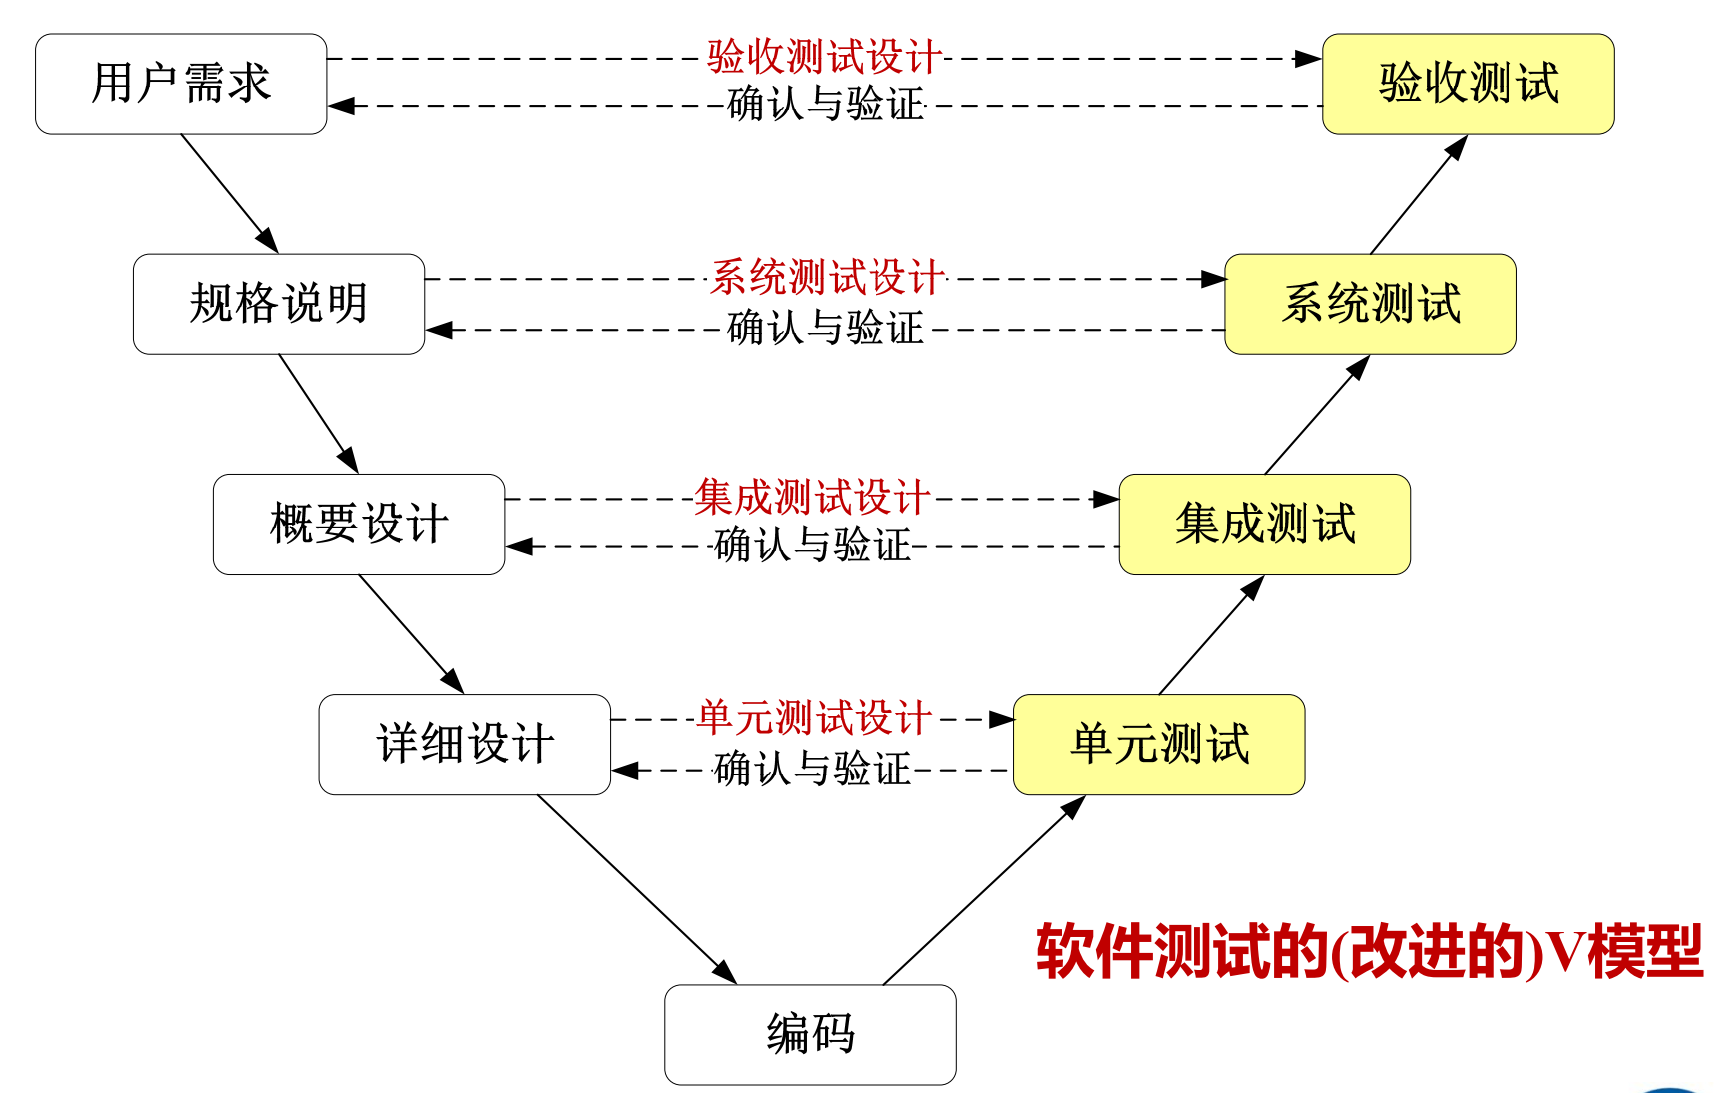 用户需求
验收测试设计
确认与验证
验收测试
规格说明
系统测试设计
确认与验证
系统测试
概要设计
集成测试设计
确认与验证
集成测试
详细设计
单元测试设计
确认与验证
单元测试
软件测试的(改进的)V模型
编码